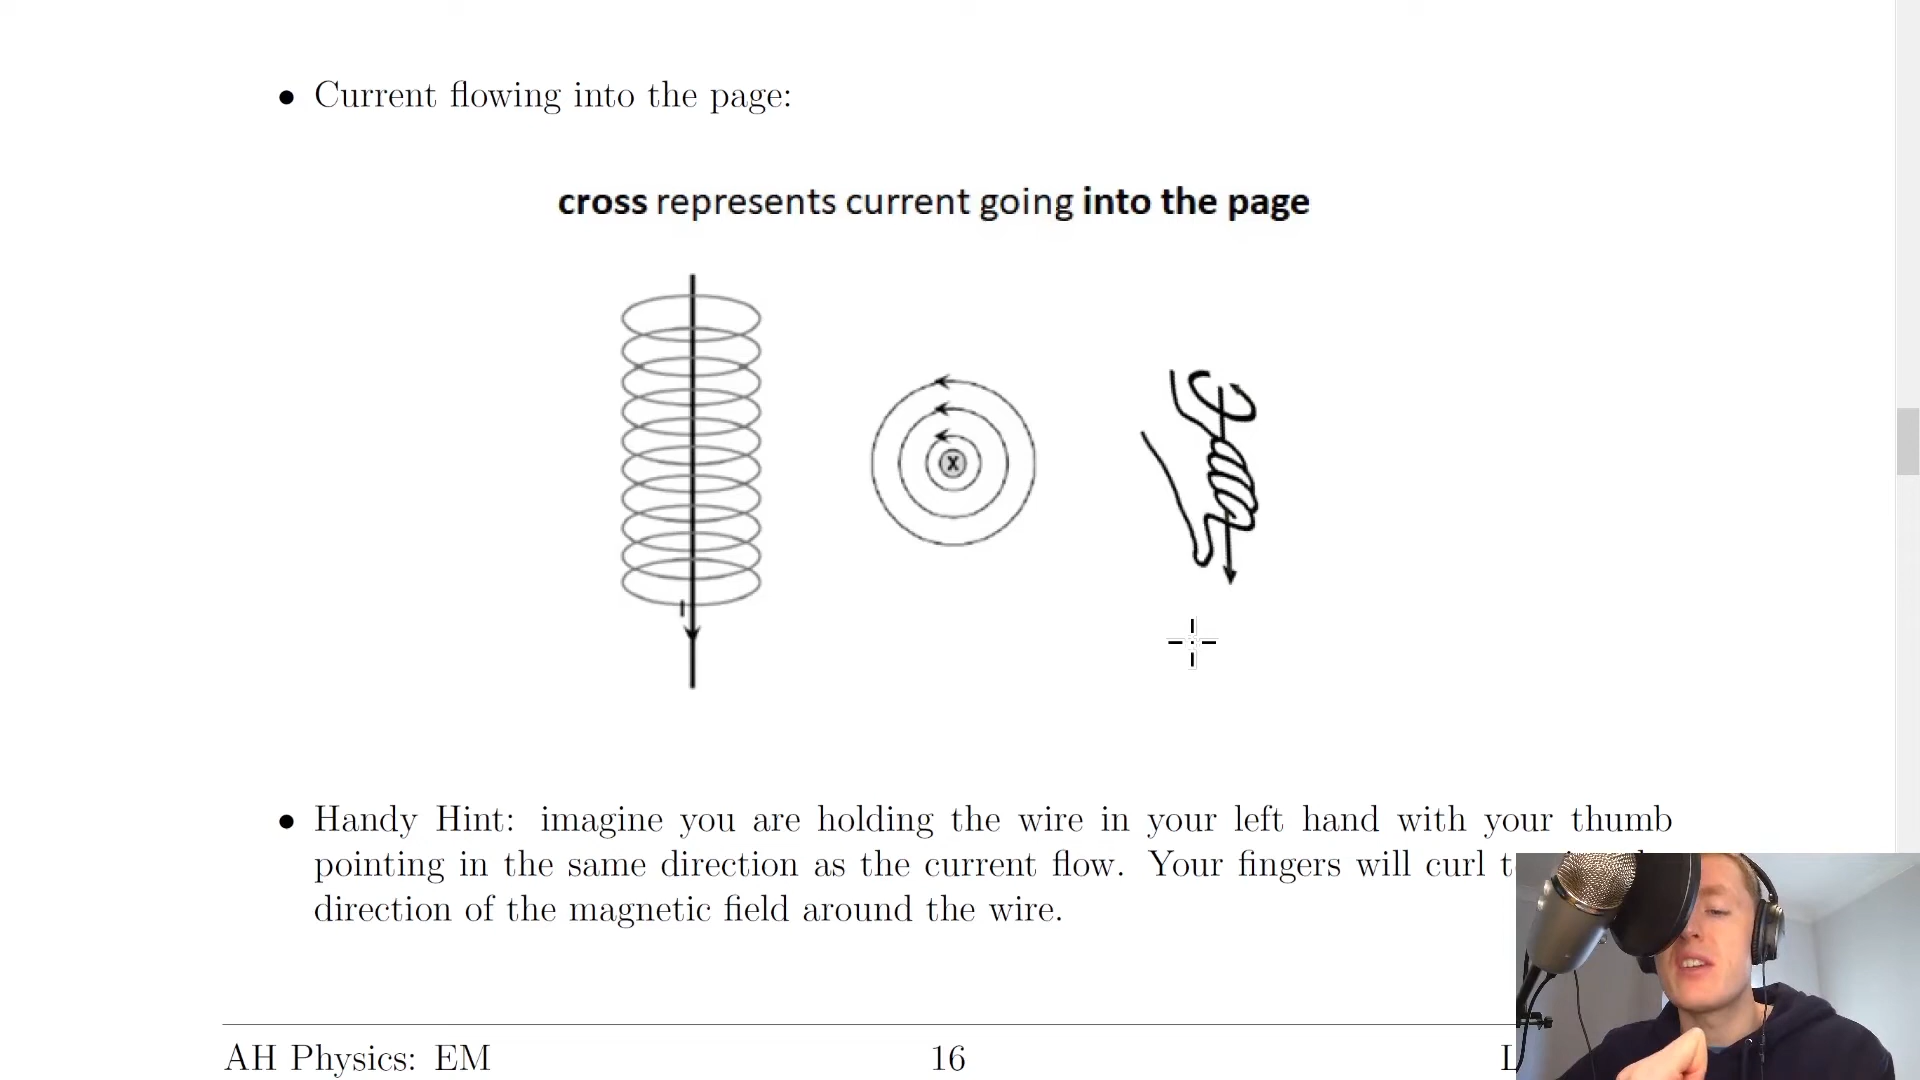 • Current flowing into the page:
cross represents current going into the page
x
I
• Handy Hint: imagine you are holding the wire in your left hand with your thumb
pointing in the same direction as the current flow. Your fingers will curl
direction of the magnetic field around the wire.
AH Physics: EM 16